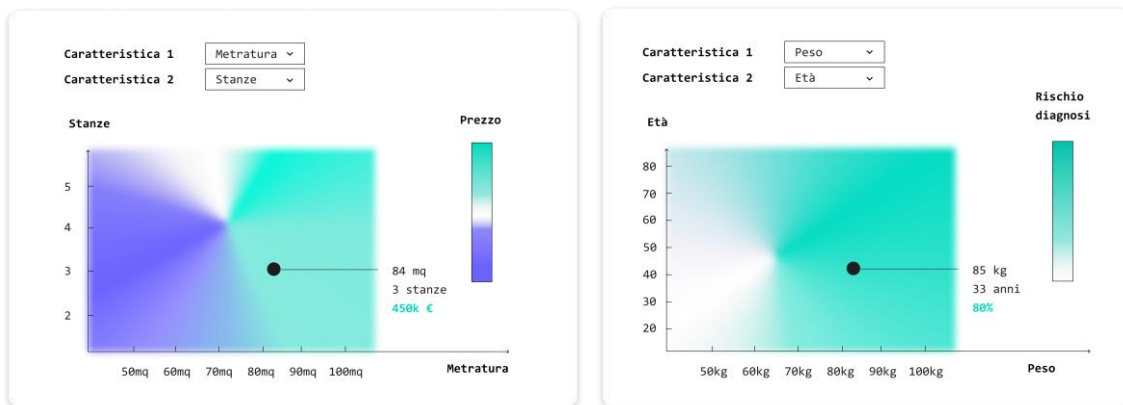 Caratteristica 1 Metratura
Caratteristica 2 Stanze
Stanze
Prezzo
5
4
3
2
84 mq
3 stanze
450k €
50mq 60mq 70mq 80mq 90mq 100mq
Metratura
Caratteristica 1 Peso
Caratteristica 2 Età
Rischio
diagnosi
Età
80
70
60
50
40
30
20
85 kg
33 anni
80%
50kg 60kg 70kg 80kg 90kg 100kg
Peso